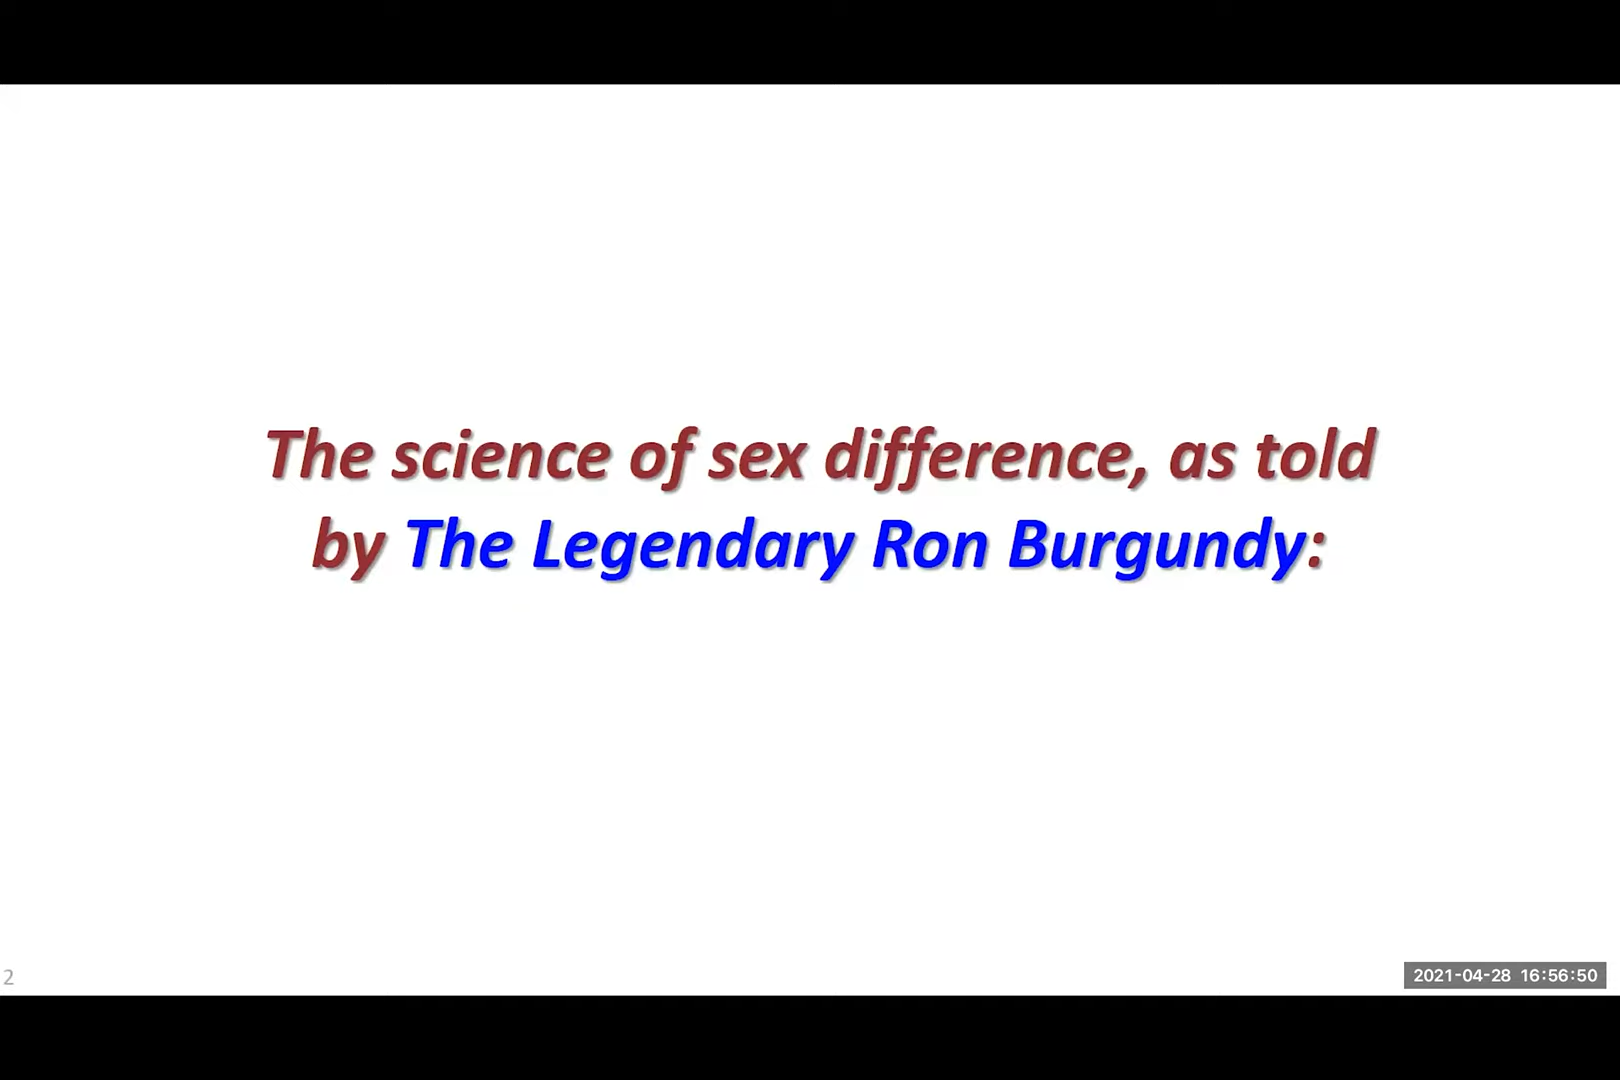 The science of sex difference, as told
by The Legendary Ron Burgundy:
2
2021-04-28 16:56:50